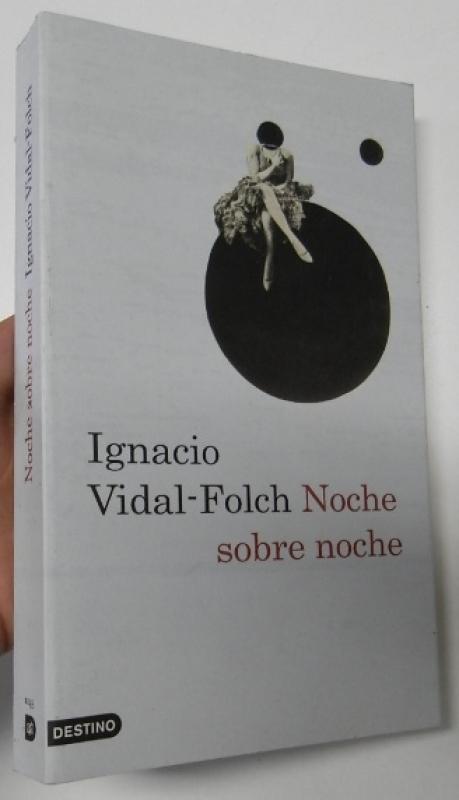 Ignacio
Vidal-Folch Noche
sobre noche
DESTINO
Noche sobre noche Ignacio Vidal-Folch